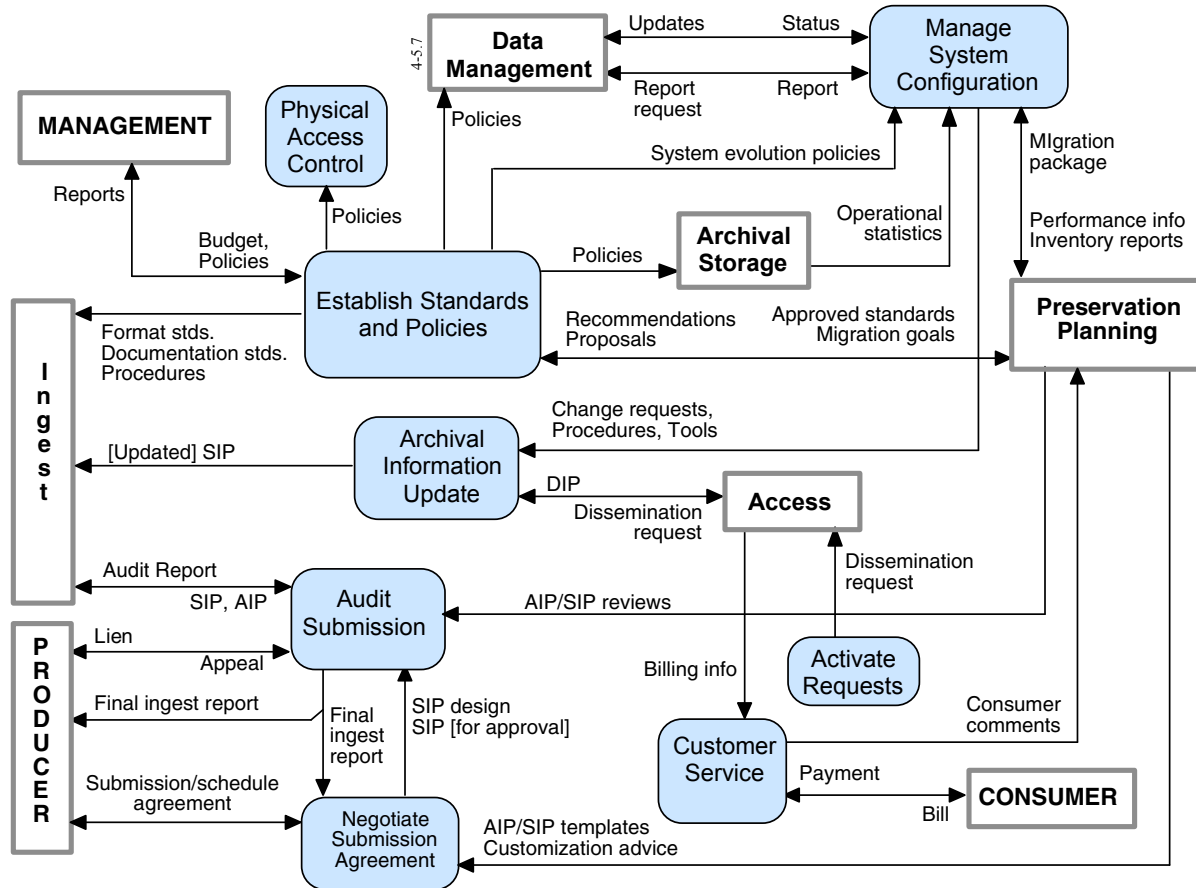 4-5.7
Data
Management
Updates
Status
Report
request
Report
Manage
System
Configuration
MANAGEMENT
Physical
Access
Control
Policies
System evolution policies
MIgration
package
Reports
Policies
Budget,
Policies
Operational
statistics
Performance info
Inventory reports
Archival
Storage
Policies
Establish Standards
and Policies
Preservation
Planning
Ingest
Format stds.
Documentation stds.
Procedures
Recommendations
Proposals
Approved standards
Migration goals
Change requests,
Procedures, Tools
[Updated] SIP
Archival
Information
Update
DIP
Dissemination
request
Access
Dissemination
request
Audit Report
SIP, AIP
Audit
Submission
AIP/SIP reviews
PRODUCER
Lien
Appeal
Activate
Requests
Billing info
Final ingest report
Final
ingest
report
SIP design
SIP [for approval]
Consumer
comments
Customer
Service
Submission/schedule
agreement
Payment
Bill
CONSUMER
Negotiate
Submission
Agreement
AIP/SIP templates
Customization advice